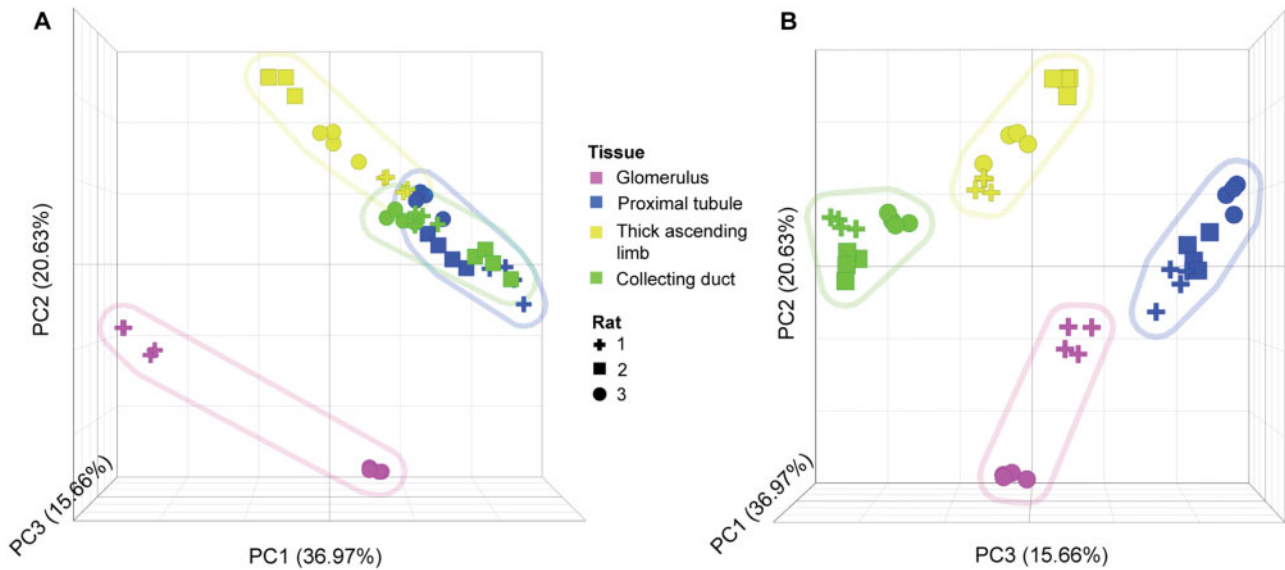 A
PC2 (20.63%)
PC3 (15.66%)
PC1 (36.97%)
Tissue
Glomerulus
Proximal tubule
Thick ascending
limb
Collecting duct
Rat
1
2
3
B
PC2 (20.63%)
PC1 (36.97%)
PC3 (15.66%)